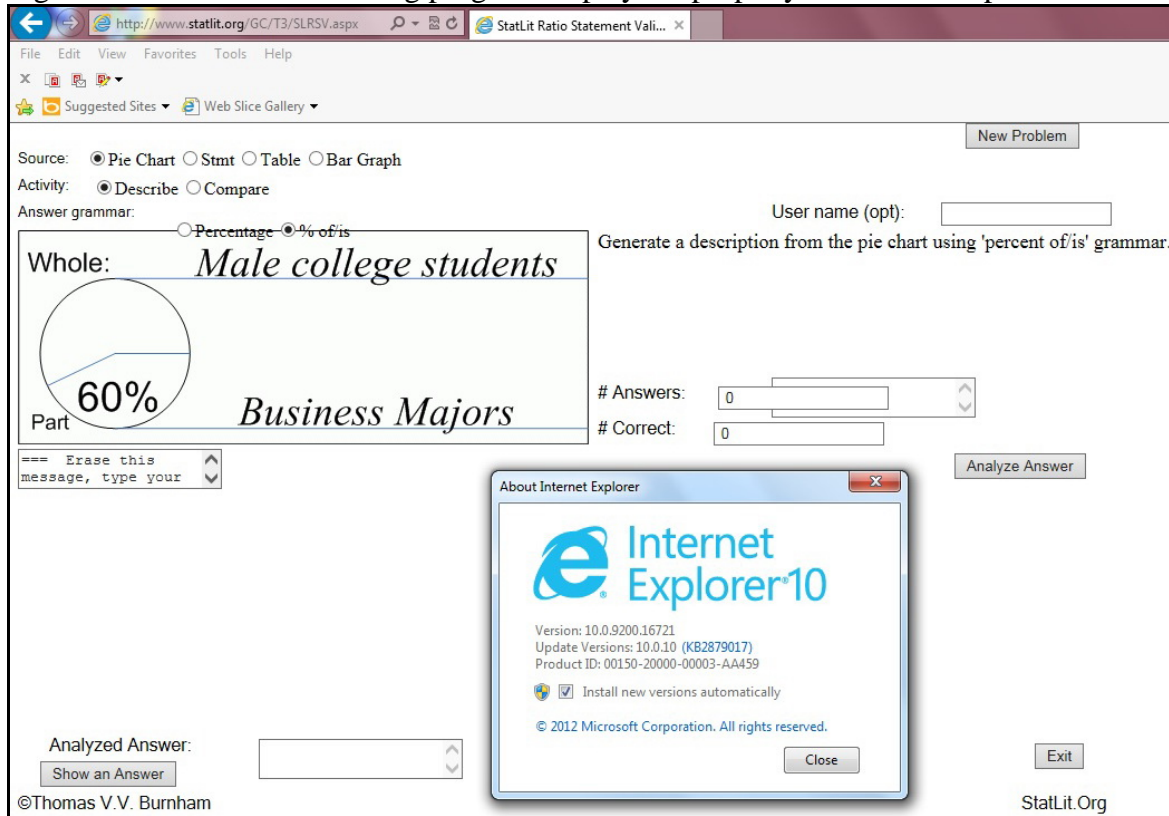 http://www.statlit.org/GC/T3/SLRSV.aspx
StatLit Ratio Statement Vali...
File Edit View Favorites Tools Help
Suggested Sites Web Slice Gallery
New Problem
Source: Pie Chart Stmt Table Bar Graph
Activity: Describe Compare
Answer grammar:
Percentage % of/is
User name (opt):
Generate a description from the pie chart using 'percent of/is' grammar.
Whole: Male college students
60%
Part Business Majors
# Answers: 0
# Correct: 0
=== Erase this
message, type your
Analyze Answer
About Internet Explorer
Internet
Explorer 10
Version: 10.0.9200.16721
Update Versions: 10.0.10 (KB2879017)
Product ID: 00150-20000-00003-AA459
Install new versions automatically
© 2012 Microsoft Corporation. All rights reserved.
Close
Analyzed Answer:
Show an Answer
Exit
©Thomas V.V. Burnham
StatLit.Org